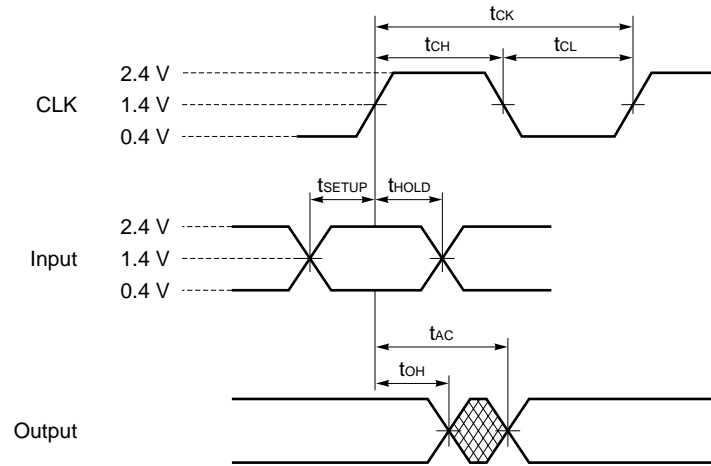 tCK
tCH tCL
2.4 V
CLK 1.4 V
0.4 V
tSETUP tHOLD
2.4 V
Input 1.4 V
0.4 V
tAC
tOH
Output